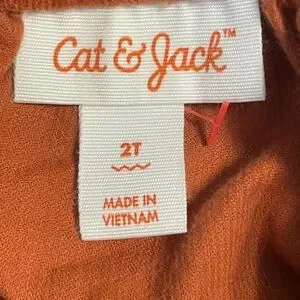 Cat & Jack™
2T
MADE IN
VIETNAM